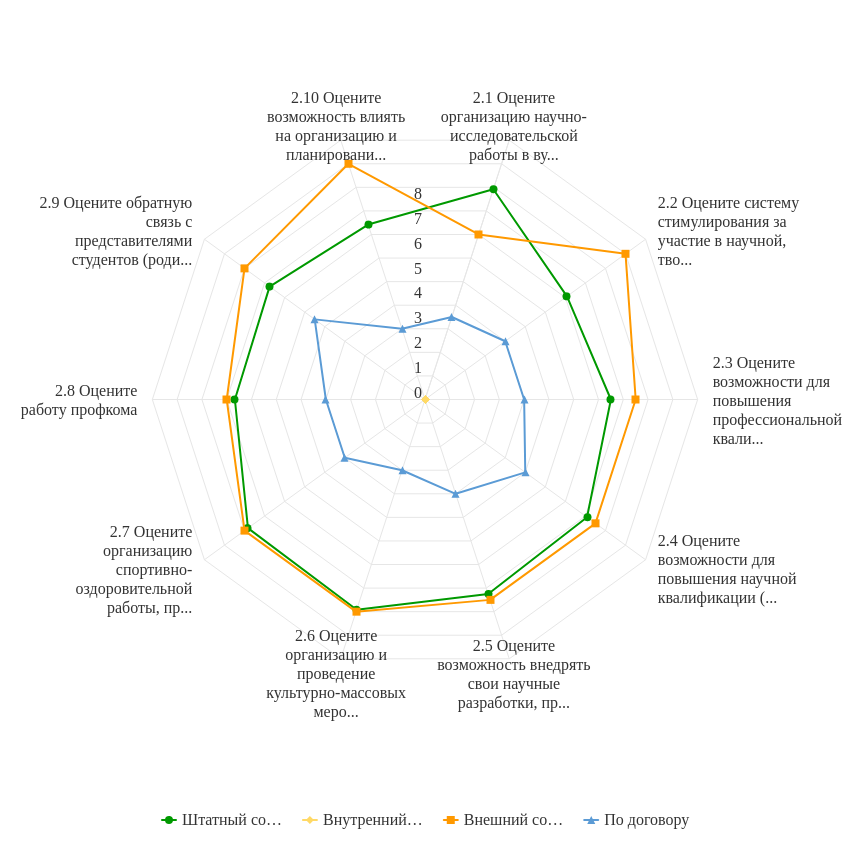 2.10 Оцените
возможность влиять
на организацию и
планировани...
2.1 Оцените
организацию научно-
исследовательской
работы в ву...
2.2 Оцените систему
стимулирования за
участие в научной,
тво...
2.3 Оцените
возможности для
повышения
профессиональной
квали...
2.4 Оцените
возможности для
повышения научной
квалификации (...
2.5 Оцените
возможность внедрять
свои научные
разработки, пр...
2.6 Оцените
организацию и
проведение
культурно-массовых
меро...
2.7 Оцените
организацию
спортивно-
оздоровительной
работы, пр...
2.8 Оцените
работу профкома
2.9 Оцените обратную
связь с
представителями
студентов (роди...
8
7
6
5
4
3
2
1
0
Штатный со…
Внутренний…
Внешний со…
По договору